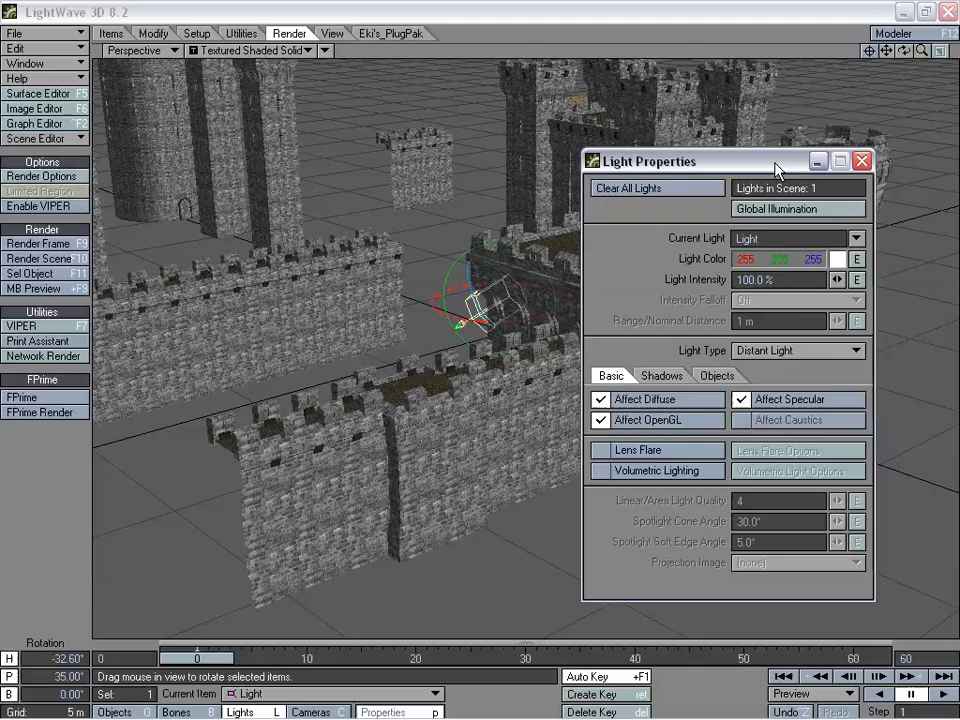 LightWave 3D 8.2
File
Items
Modify
Setup
Utilities
Render
View
Eki's_PlugPak
Modeler F12
Edit
Perspective
Textured Shaded Solid
Window
Help
Surface Editor F5
Image Editor F6
Graph Editor ^F2
Scene Editor
Options
Render Options
Limited Region
Enable VIPER
Render
Render Frame F9
Render Scene F10
Sel Object F11
MB Preview +F9
Utilities
VIPER F7
Print Assistant
Network Render
FPrime
FPrime
FPrime Render
Light Properties
Clear All Lights
Lights in Scene: 1
Global Illumination
Current Light Light
Light Color 255 255 E
Light Intensity 100.0 % E
Intensity Falloff Off
Range/Nominal Distance 1 m E
Light Type Distant Light
Basic Shadows Objects
Affect Diffuse Affect Specular
Affect OpenGL Affect Caustics
Lens Flare Lens Flare Options
Volumetric Lighting Volumetric Light Options
Linear/Area Light Quality 4 E
Spotlight Cone Angle 30.0° E
Spotlight Soft Edge Angle 5.0° E
Projection Image (none)
Rotation
H -32.60° 0 0 10 20 30 40 50 60 60
P 35.00° Drag mouse in view to rotate selected items. Auto Key +F1
B 0.00° Sel: 1 Current Item Light Create Key ret Preview
Grid: 5 m Objects O Bones B Lights L Cameras C Properties p Delete Key del Undo ^Z Redo Step 1